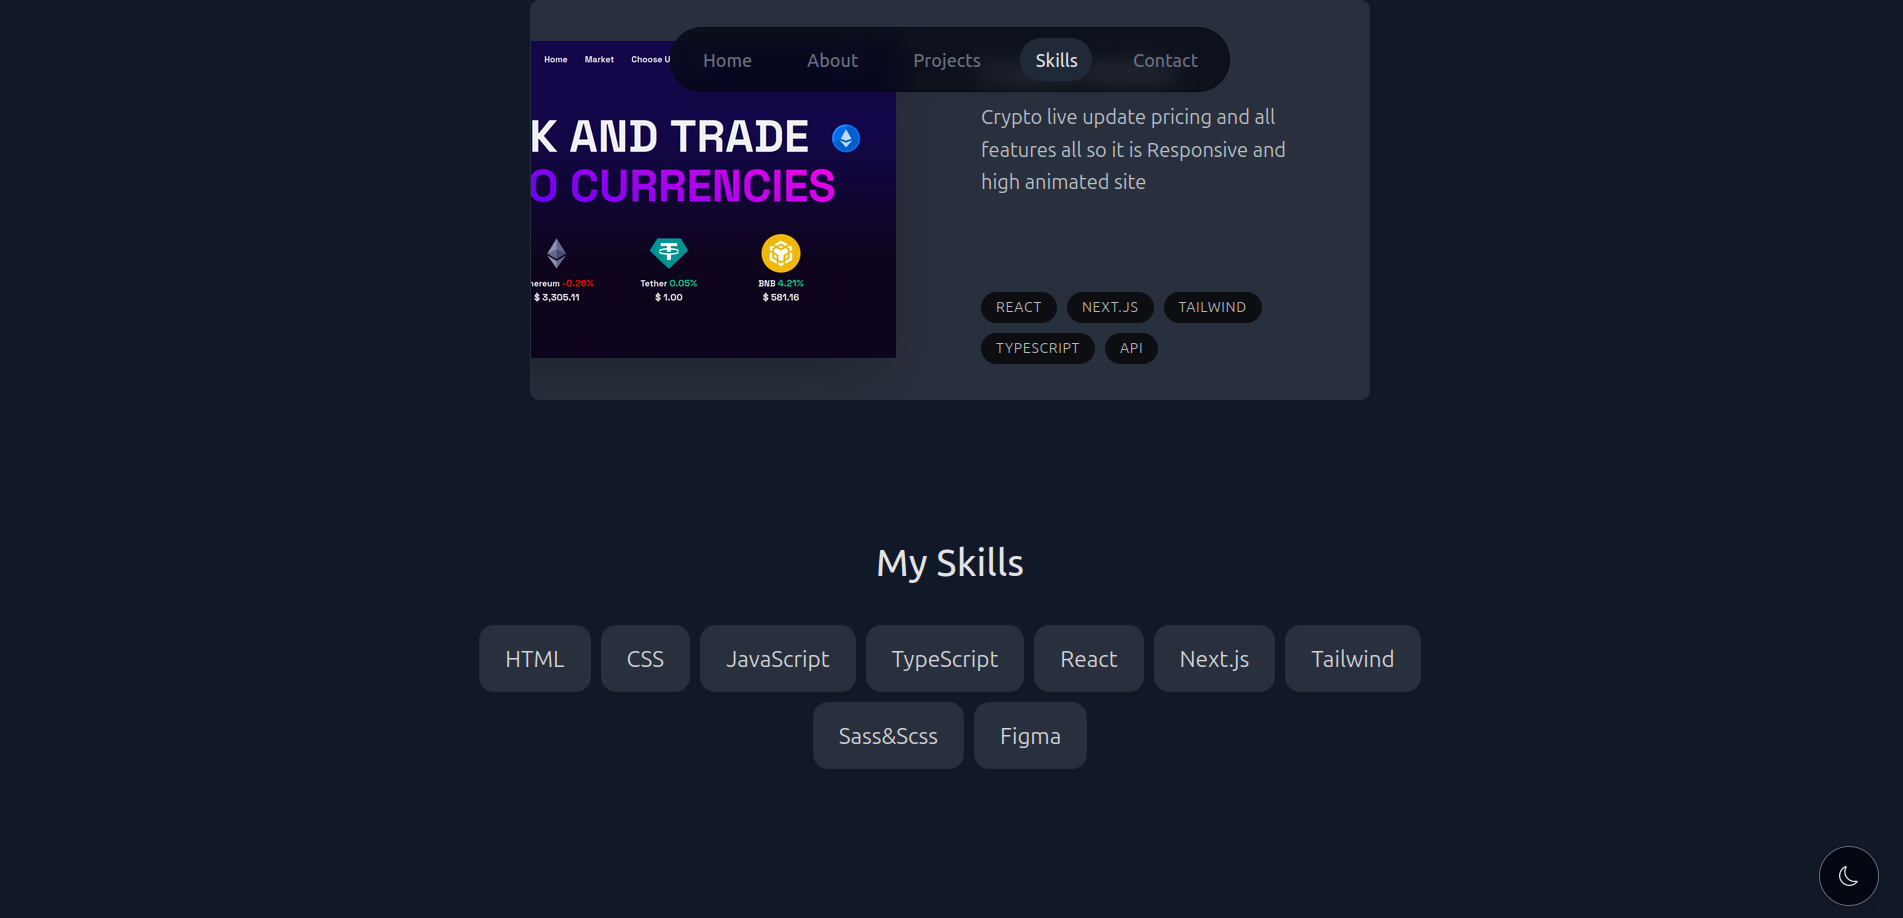 Home About Projects Skills Contact
Home Market Choose U
K AND TRADE
O CURRENCIES
hereum -0.26%
$ 3,305.11
Tether 0.05%
$ 1.00
BNB 4.21%
$ 581.16
Crypto live update pricing and all
features all so it is Responsive and
high animated site
REACT NEXT.JS TAILWIND
TYPESCRIPT API
My Skills
HTML CSS JavaScript TypeScript React Next.js Tailwind
Sass&Scss Figma